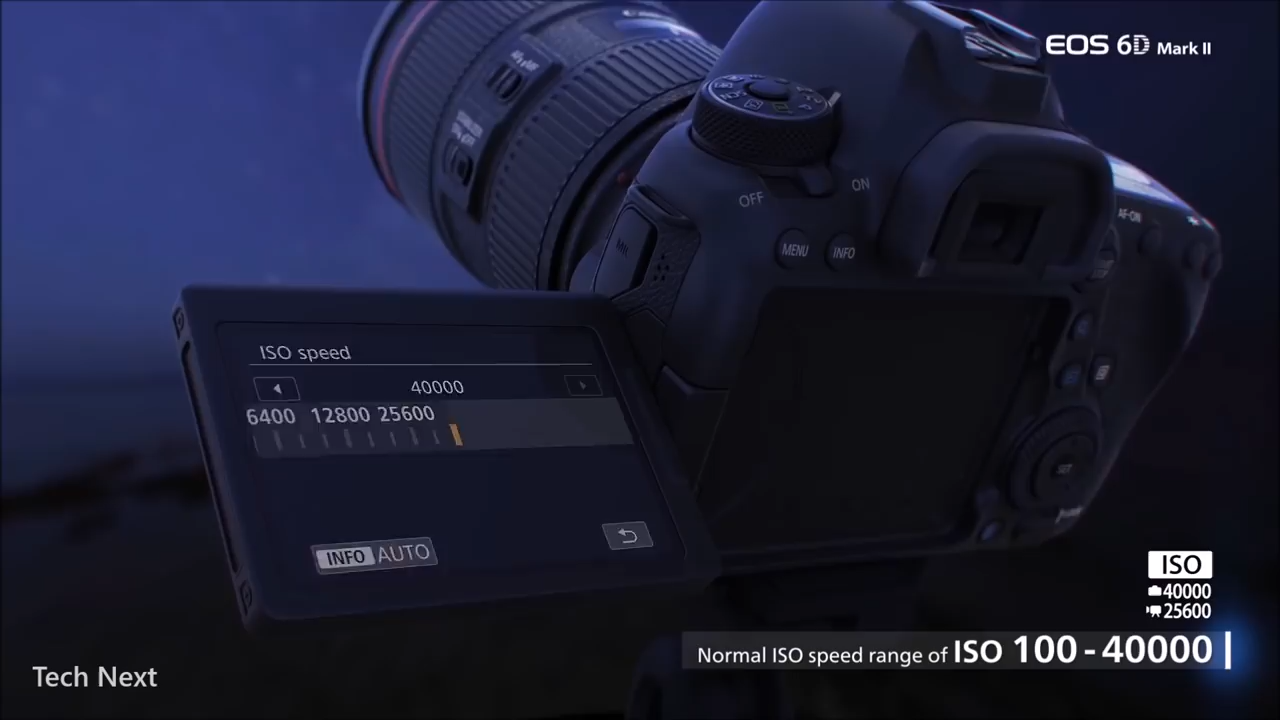 EOS 6D Mark II
OFF
ON
MENU
INFO
AF-ON
ISO speed
40000
6400 12800 25600
INFO AUTO
SET
ISO
40000
25600
Normal ISO speed range of ISO 100-40000
Tech Next